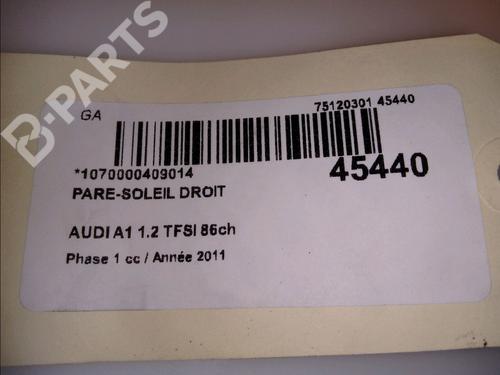 B-PARTS
GA
75120301 45440
*1070000409014
45440
PARE-SOLEIL DROIT
AUDI A1 1.2 TFSI 86ch
Phase 1 cc / Année 2011